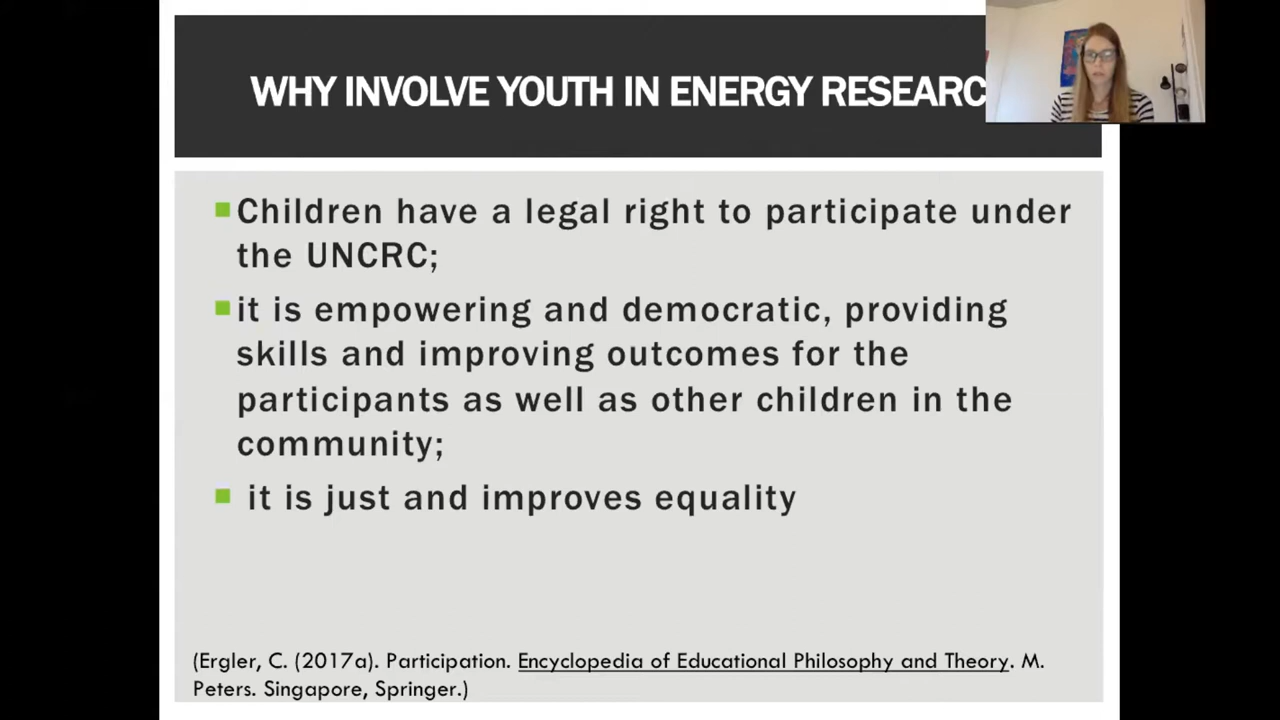 WHY INVOLVE YOUTH IN ENERGY RESEARC
Children have a legal right to participate under
the UNCRC;
it is empowering and democratic, providing
skills and improving outcomes for the
participants as well as other children in the
community;
it is just and improves equality
(Ergler, C. (2017a). Participation. Encyclopedia of Educational Philosophy and Theory. M.
Peters. Singapore, Springer.)